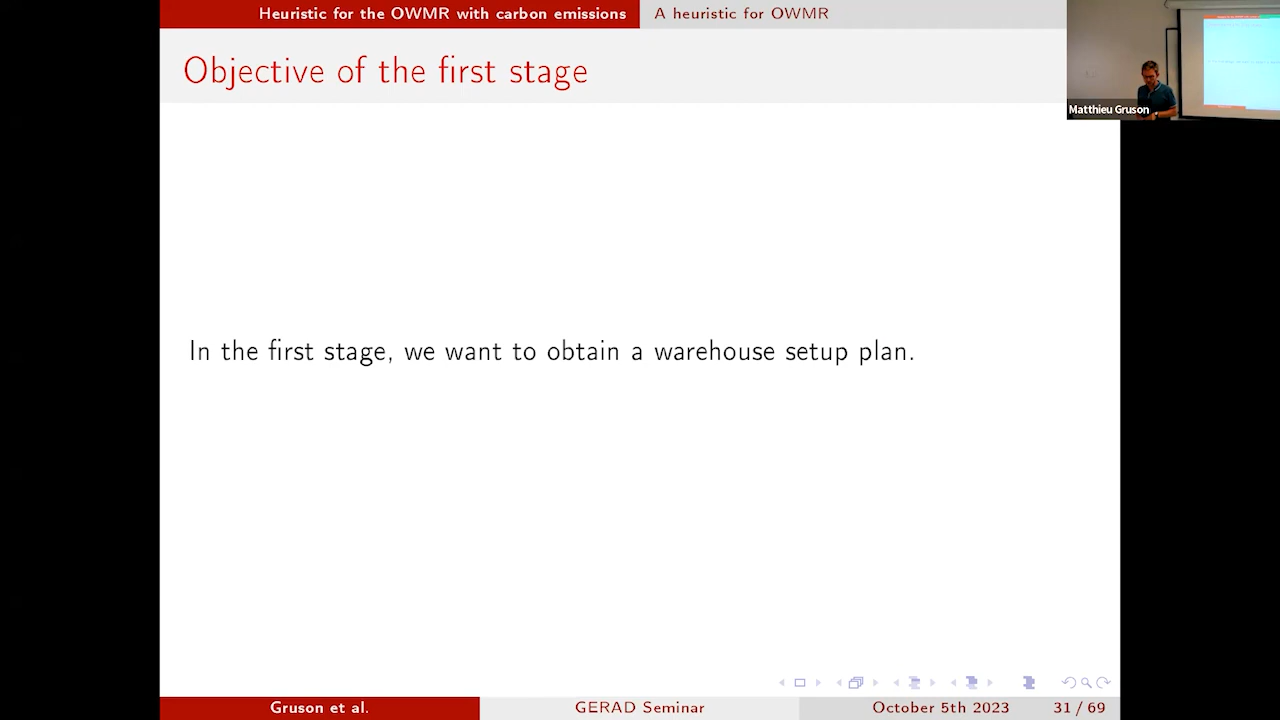 Heuristic for the OWMR with carbon emissions
A heuristic for OWMR
Objective of the first stage
Matthieu Gruson
In the first stage, we want to obtain a warehouse setup plan.
Gruson et al.
GERAD Seminar
October 5th 2023
31 / 69